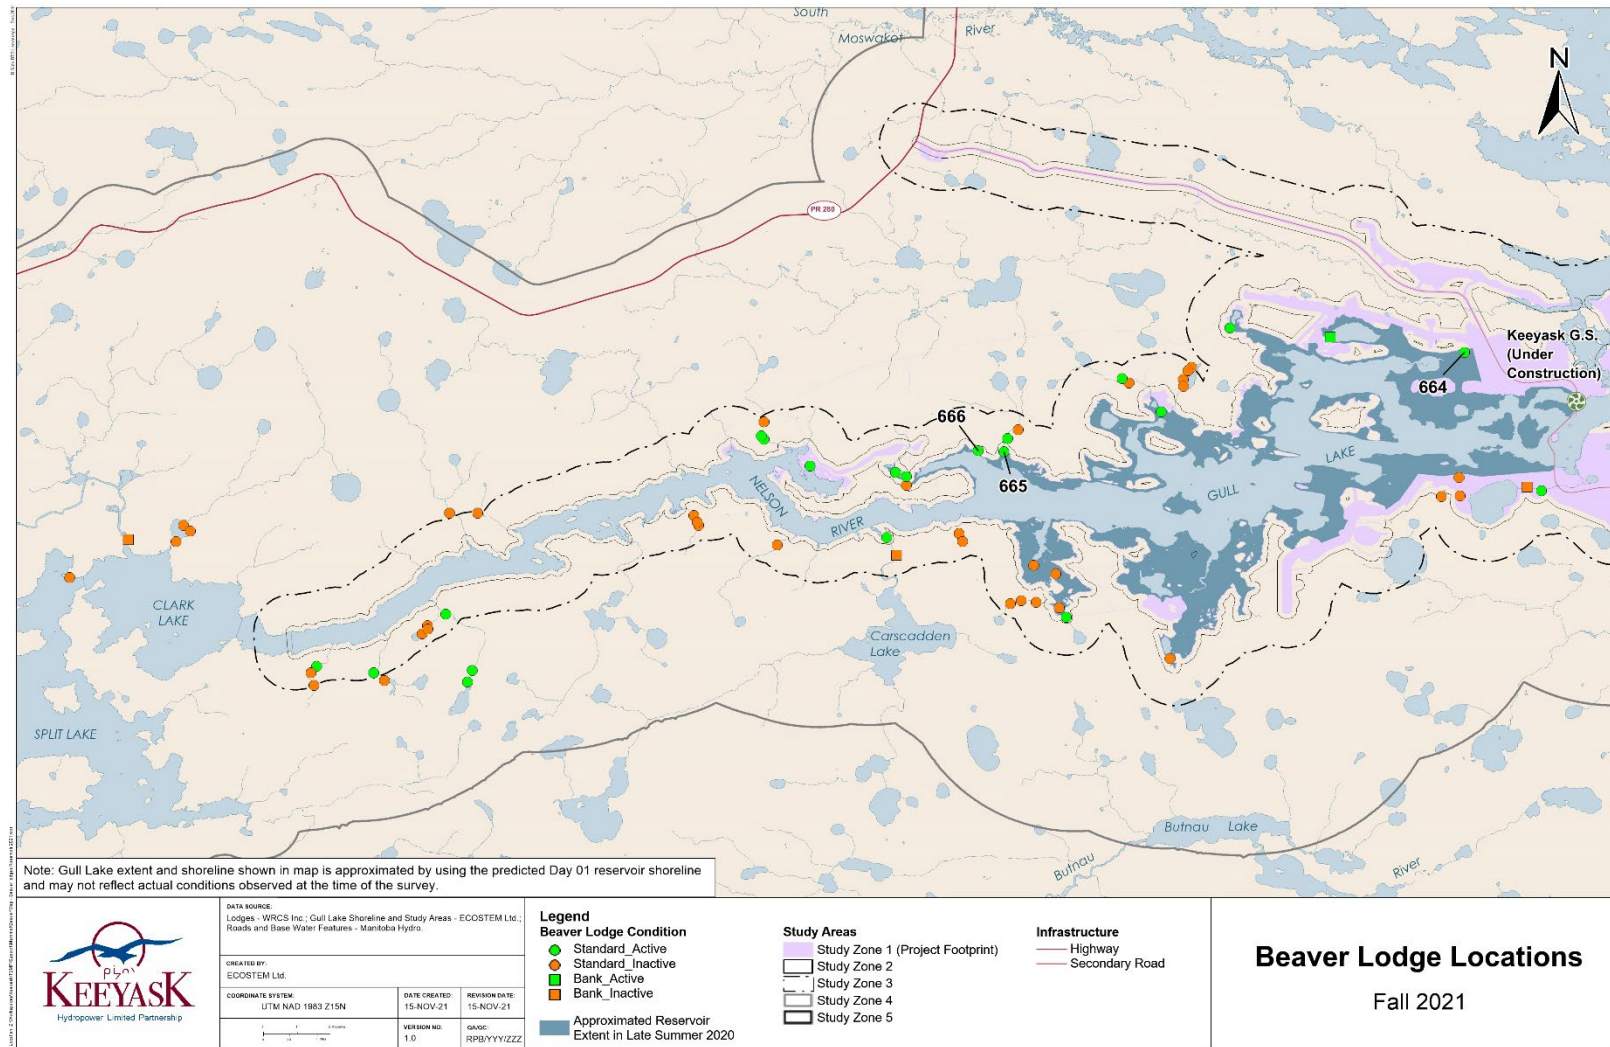 South
Moswakot
River
N
PR 280
Keeyask G.S.
(Under
Construction)
664
666
665
LAKE
GULL
NELSON
RIVER
CLARK
LAKE
Carscadden
Lake
SPLIT LAKE
Butnau Lake
Butnau
River
Note: Gull Lake extent and shoreline shown in map is approximated by using the predicted Day 01 reservoir shoreline
and may not reflect actual conditions observed at the time of the survey.
KEEYASK
Hydropower Limited Partnership
DATA SOURCE:
Lodges - WRCS Inc.; Gull Lake Shoreline and Study Areas - ECOSTEM Ltd.;
Roads and Base Water Features - Manitoba Hydro.
CREATED BY:
ECOSTEM Ltd.
COORDINATE SYSTEM:
UTM NAD 1983 Z15N
DATE CREATED:
15-NOV-21
REVISION DATE:
15-NOV-21
VERSION NO:
1.0
QA/QC:
RPB/YYY/ZZZ
Legend
Beaver Lodge Condition
Standard_Active
Standard_Inactive
Bank_Active
Bank_Inactive
Approximated Reservoir
Extent in Late Summer 2020
Study Areas
Study Zone 1 (Project Footprint)
Study Zone 2
Study Zone 3
Study Zone 4
Study Zone 5
Infrastructure
Highway
Secondary Road
Beaver Lodge Locations
Fall 2021